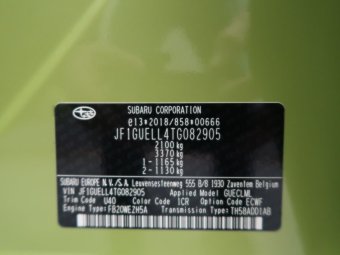 SUBARU CORPORATION
e13*2018/858*00666
JF1GUELL4TG082905
2100 kg
3370 kg
1-1165 kg
2-1130 kg
SUBARU EUROPE N.V./S.A. Leuvensesteenweg 555 B/8 1930 Zaventem Belgium
VIN JF1GUELL4TG082905 Applied GUECLML
Trim Code U40 Color Code 1CR Option Code ECWF
Engine Type FB20WEZH5A Transmission Type TH58ADD1AB